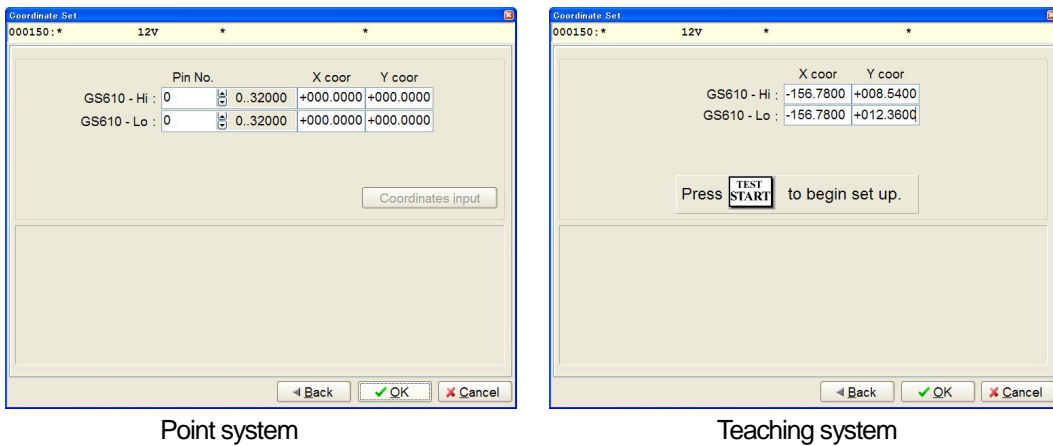 Coordinate Set
000150:* 12V * *
Pin No. X coor Y coor
GS610 - Hi : 0 0..32000 +000.0000 +000.0000
GS610 - Lo : 0 0..32000 +000.0000 +000.0000
Coordinates input
Back OK Cancel
Point system
Coordinate Set
000150:* 12V * *
X coor Y coor
GS610 - Hi : -156.7800 +008.5400
GS610 - Lo : -156.7800 +012.3600
Press TEST START to begin set up.
Back OK Cancel
Teaching system